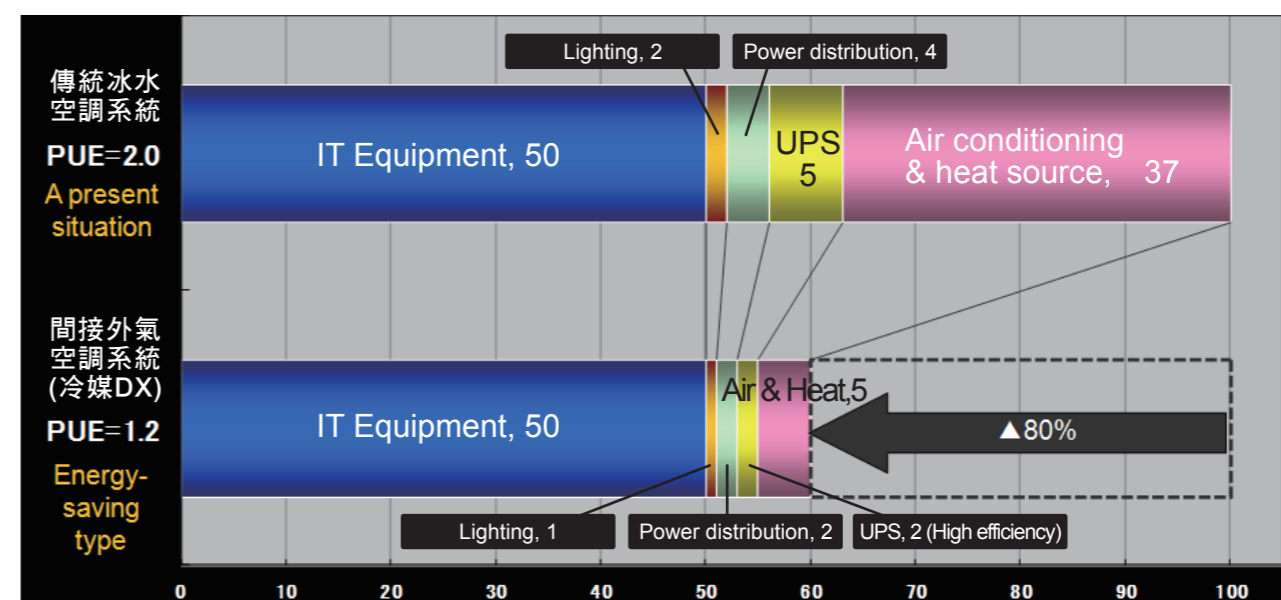 Lighting, 2
Power distribution, 4
傳統冰水
空調系統
PUE=2.0
A present
situation
IT Equipment, 50
UPS
5
Air conditioning
& heat source, 37
間接外氣
空調系統
(冷媒DX)
PUE=1.2
Energy-
saving
type
IT Equipment, 50
Air & Heat,5
▲80%
Lighting, 1
Power distribution, 2
UPS, 2 (High efficiency)
0 10 20 30 40 50 60 70 80 90 100